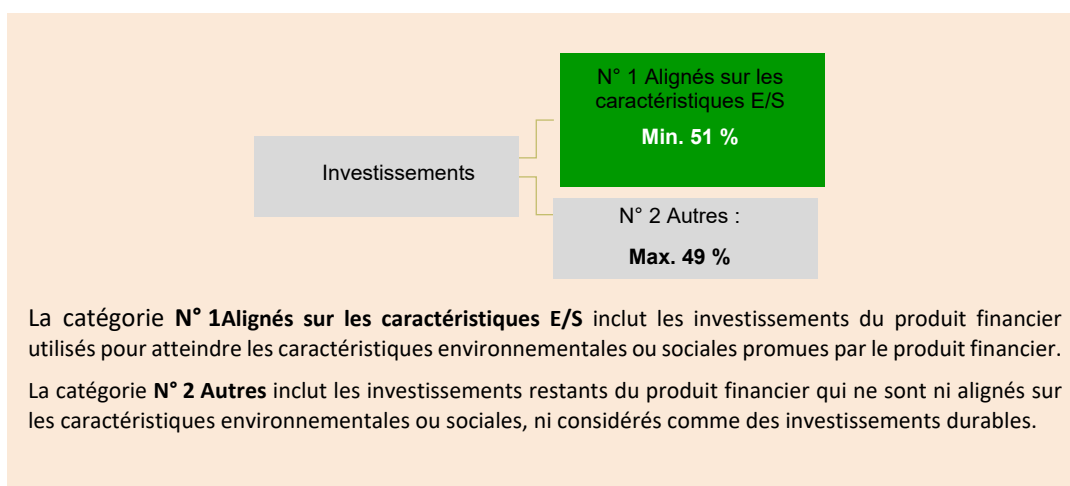 N° 1 Alignés sur les
caractéristiques E/S
Min. 51 %
Investissements
N° 2 Autres :
Max. 49 %
La catégorie N° 1Alignés sur les caractéristiques E/S inclut les investissements du produit financier
utilisés pour atteindre les caractéristiques environnementales ou sociales promues par le produit financier.
La catégorie N° 2 Autres inclut les investissements restants du produit financier qui ne sont ni alignés sur
les caractéristiques environnementales ou sociales, ni considérés comme des investissements durables.